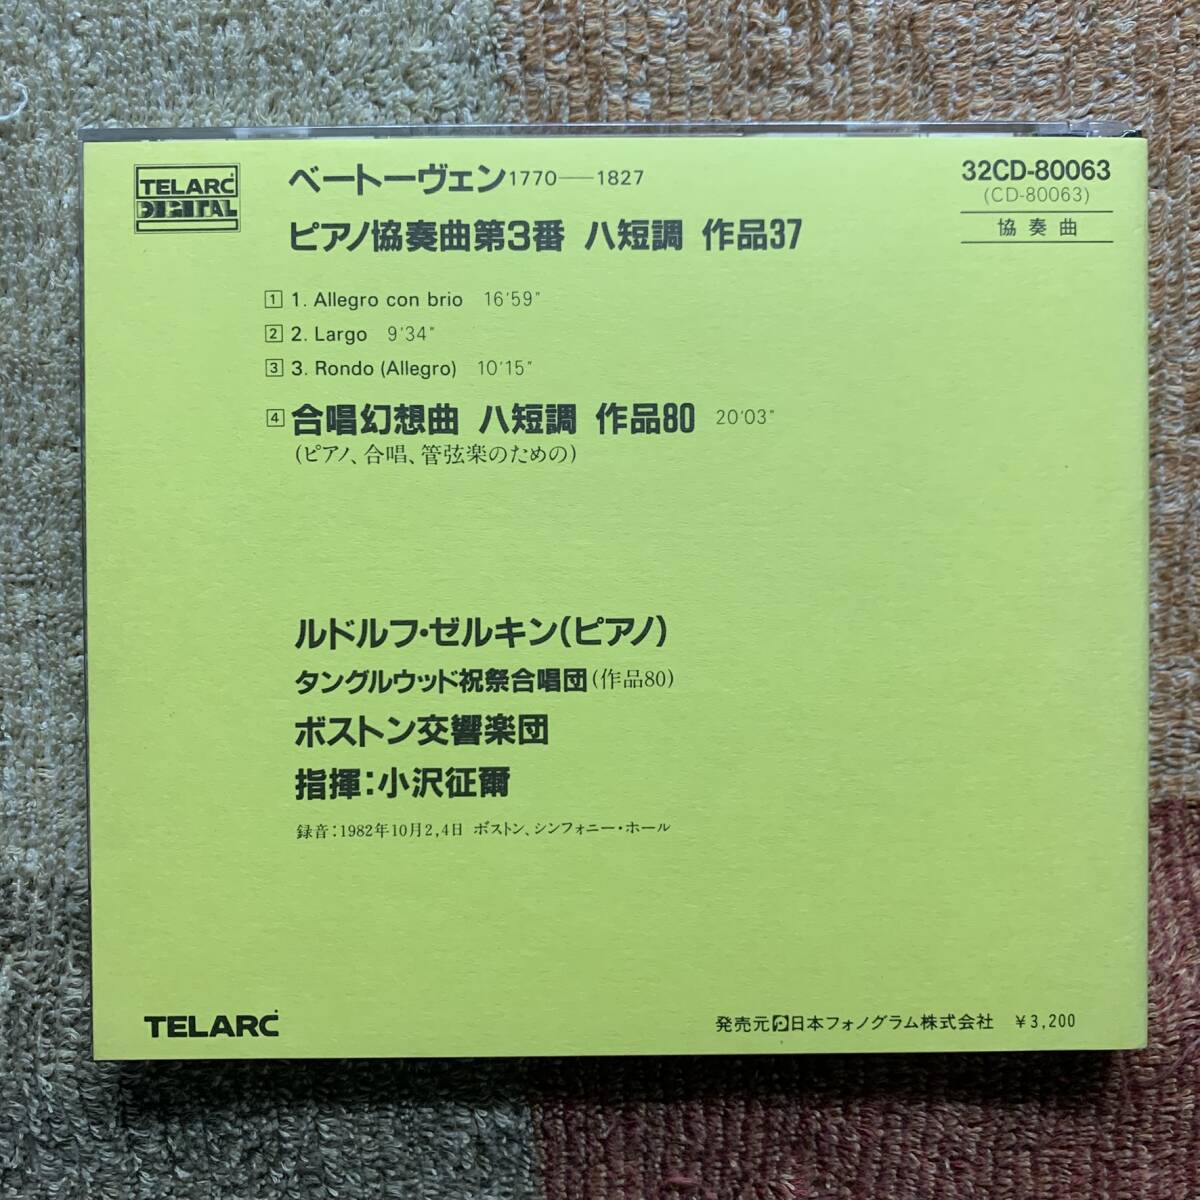 TELARC
DIGITAL
ベートーヴェン1770―1827
ピアノ協奏曲第3番 ハ短調 作品37
32CD-80063
(CD-80063)
協奏曲
1 1. Allegro con brio 16'59"
2 2. Largo 9'34"
3 3. Rondo (Allegro) 10'15"
4 合唱幻想曲 ハ短調 作品80 20'03"
(ピアノ、合唱、管弦楽のための)
ルドルフ・ゼルキン(ピアノ)
タングルウッド祝祭合唱団(作品80)
ボストン交響楽団
指揮:小沢征爾
録音:1982年10月2,4日 ボストン、シンフォニー・ホール
TELARC
発売元 日本フォノグラム株式会社 ¥3,200